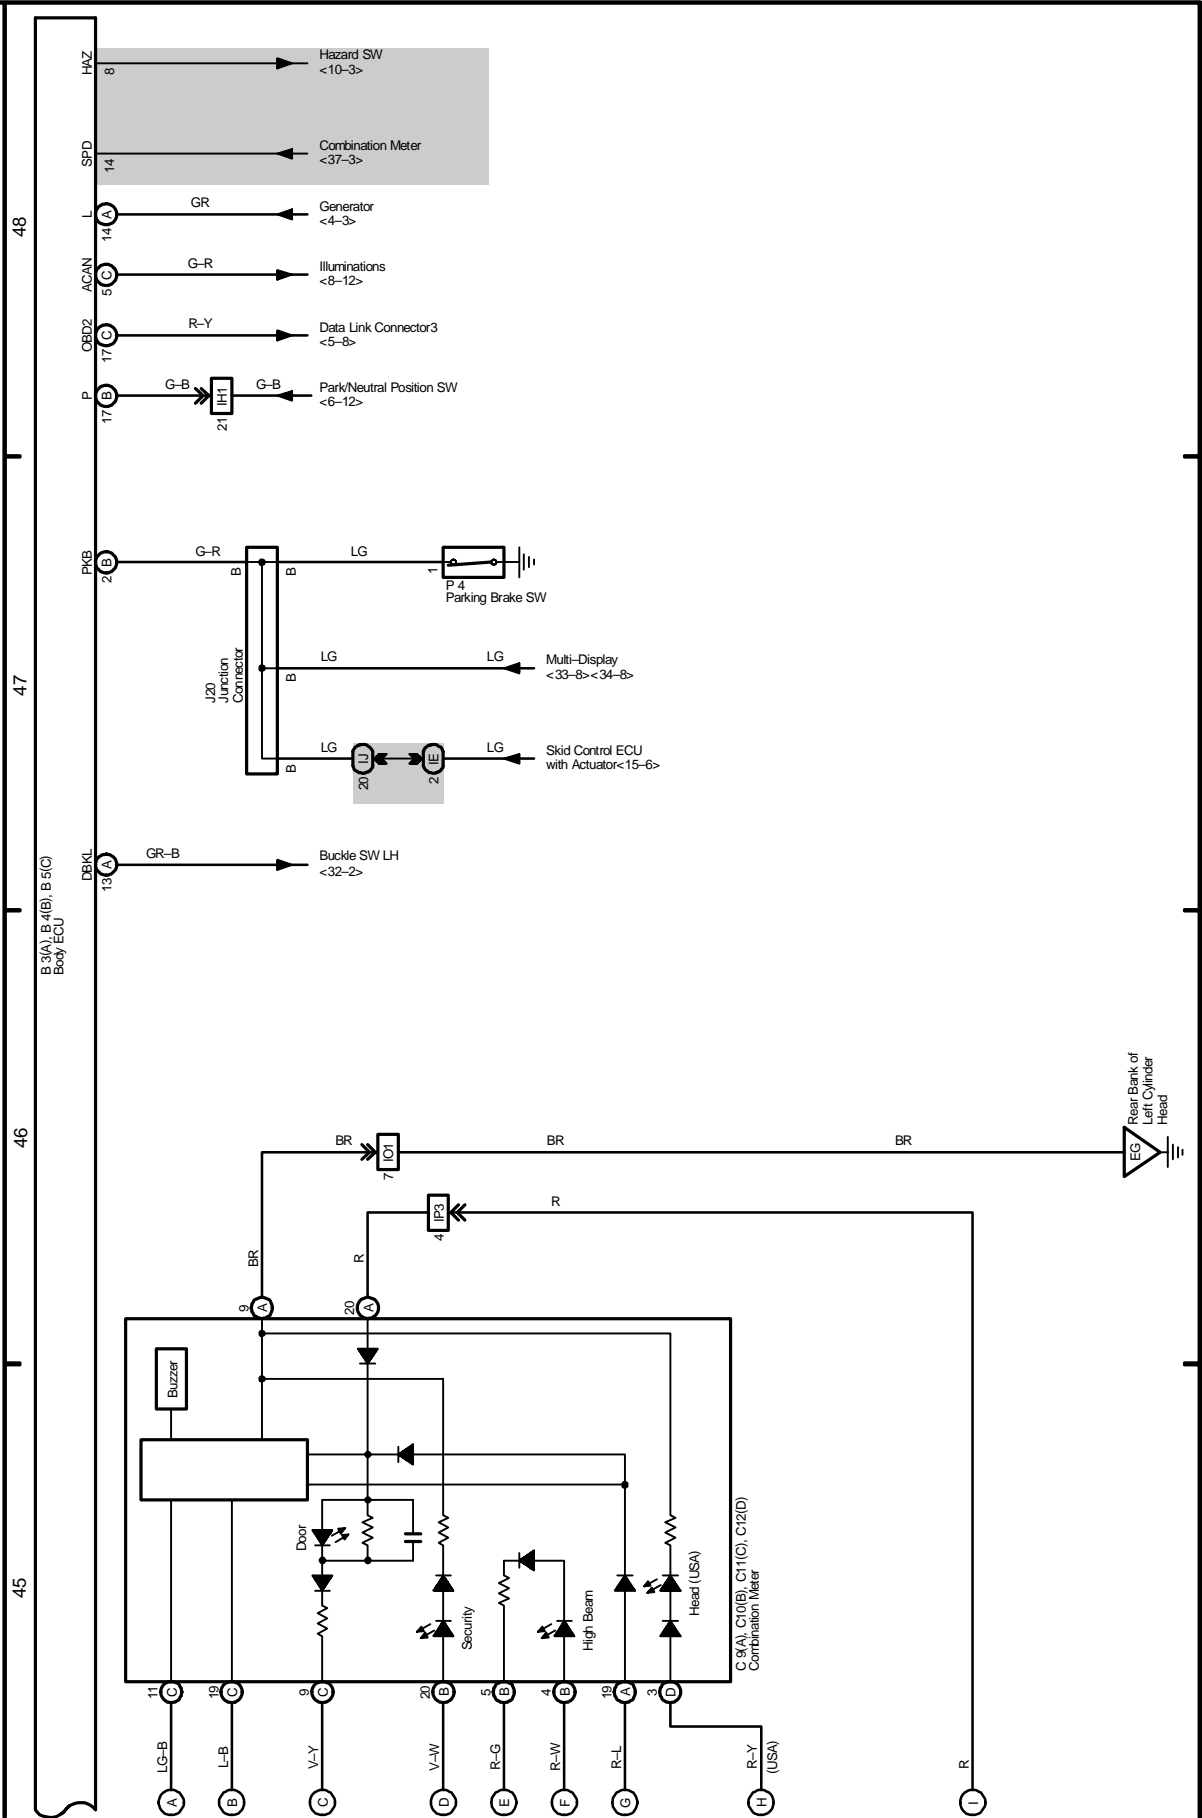 48
47
46
45
B 3(A), B 4(B), B 5(C)
Body ECU
HAZ
8
Hazard SW
<10–3>
SPD
14
Combination Meter
<37–3>
L
A
14
GR
Generator
<4–3>
ACAN
C
5
G–R
Illuminations
<8–12>
OBD2
C
17
R–Y
Data Link Connector3
<5–8>
P
B
17
G–B
IH1
21
G–B
Park/Neutral Position SW
<6–12>
PKB
B
2
G–R
B
B
LG
1
P 4
Parking Brake SW
J20
Junction
Connector
B
LG
LG
Multi–Display
<33–8><34–8>
B
LG
IJ
20
IE
2
LG
Skid Control ECU
with Actuator<15–6>
DBKL
A
13
GR–B
Buckle SW LH
<32–2>
BR
BR
IO1
7
BR
BR
EG
Rear Bank of
Left Cylinder
Head
R
IP3
4
R
9
A
20
A
Buzzer
Door
Security
High Beam
Head (USA)
C 9(A), C10(B), C11(C), C12(D)
Combination Meter
11
C
19
C
9
C
20
B
5
B
4
B
19
A
3
D
LG–B
L–B
V–Y
V–W
R–G
R–W
R–L
R–Y
(USA)
R
A
B
C
D
E
F
G
H
I